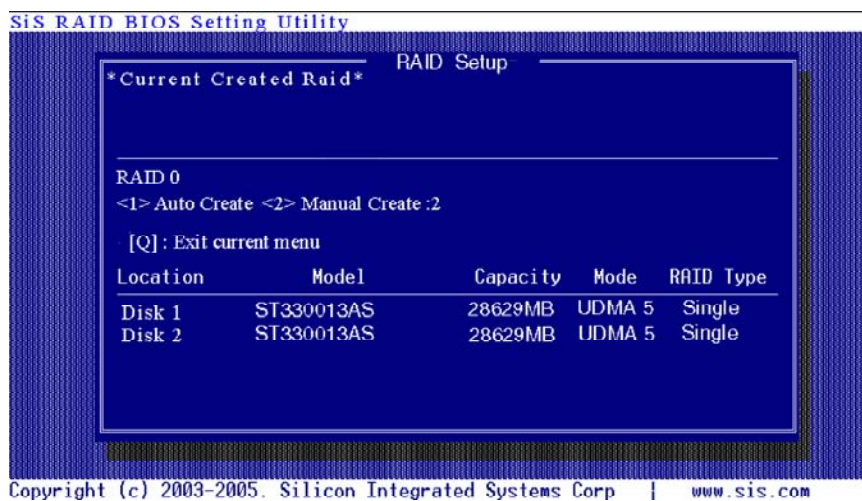 SiS RAID BIOS Setting Utility
RAID Setup
*Current Created Raid*
RAID 0
<1> Auto Create <2> Manual Create :2
[Q] : Exit current menu
Location Model Capacity Mode RAID Type
Disk 1 ST330013AS 28629MB UDMA 5 Single
Disk 2 ST330013AS 28629MB UDMA 5 Single
Copyright (c) 2003-2005. Silicon Integrated Systems Corp | www.sis.com